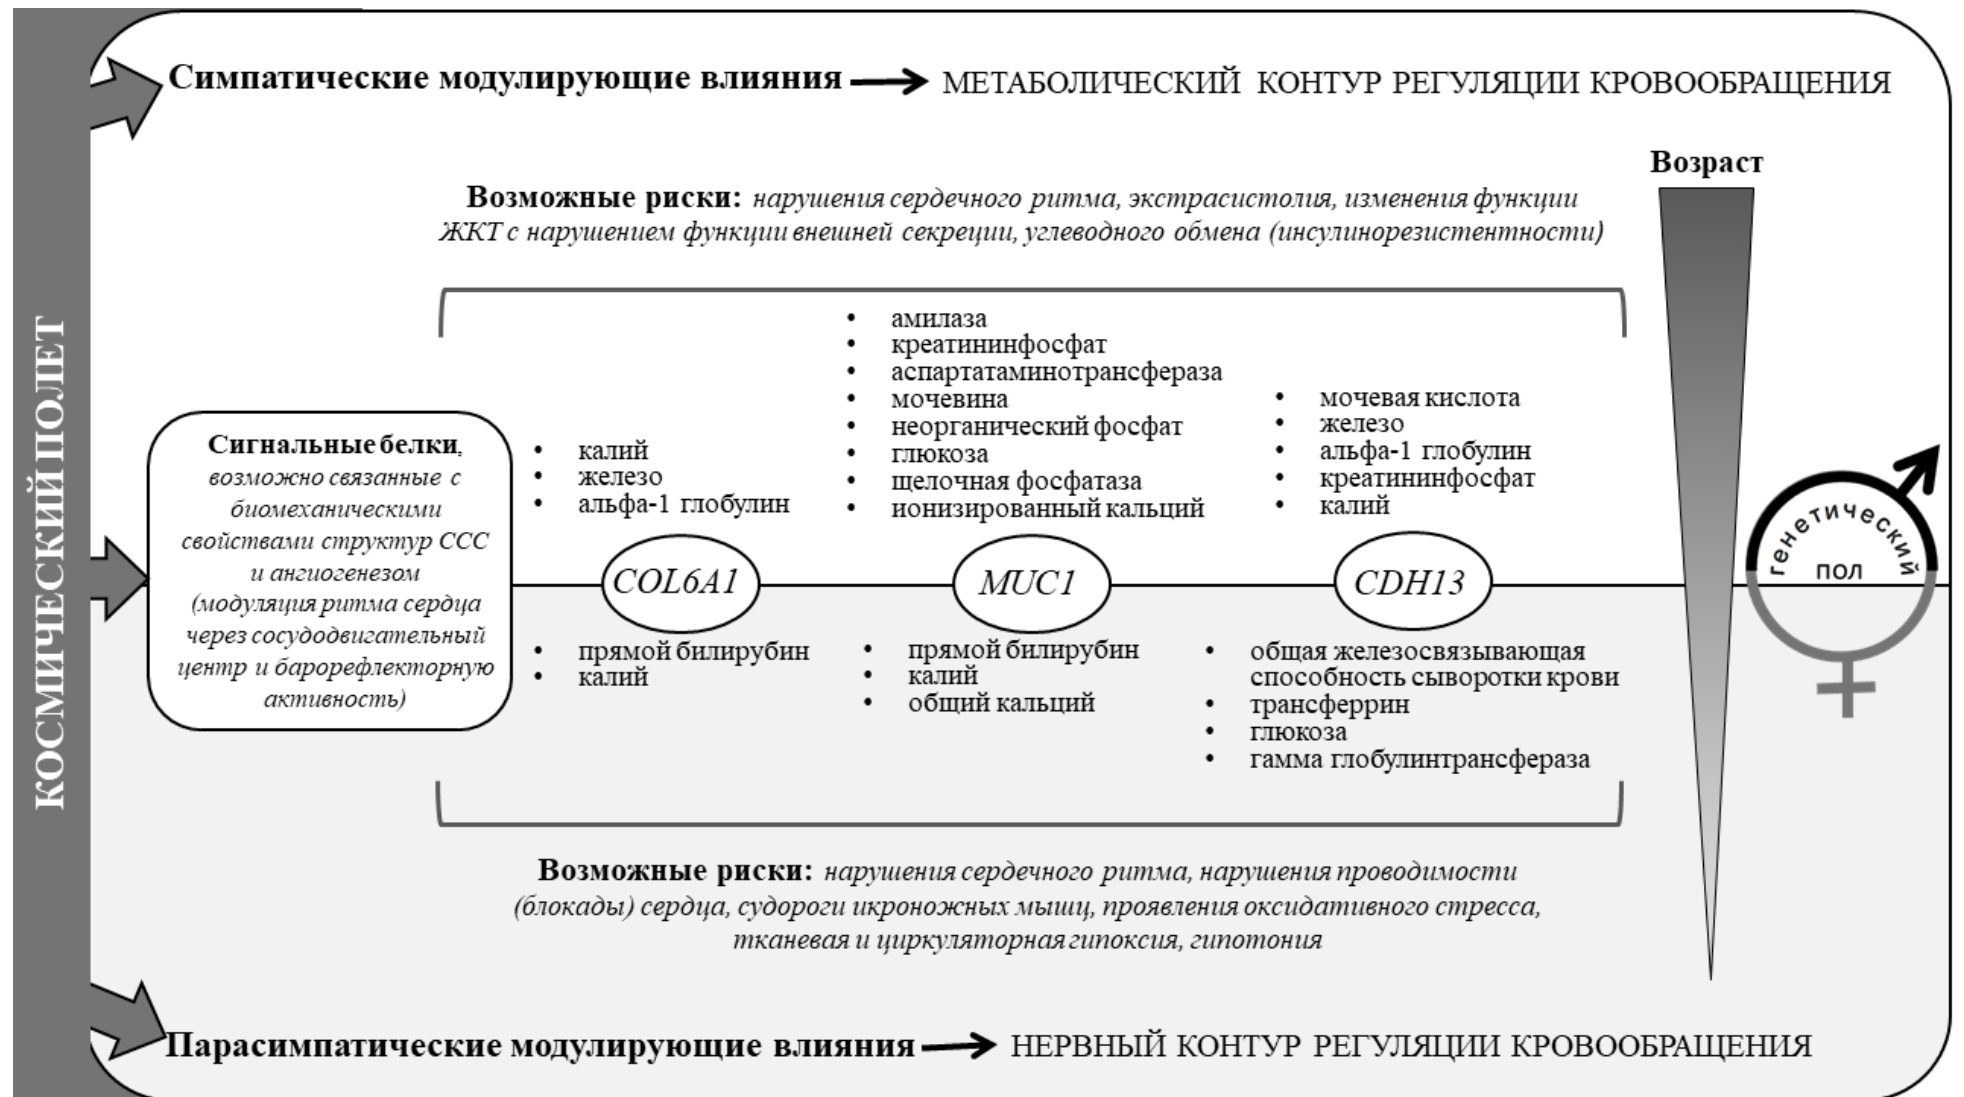 КОСМИЧЕСКИЙ ПОЛЕТ
Симпатические модулирующие влияния
МЕТАБОЛИЧЕСКИЙ КОНТУР РЕГУЛЯЦИИ КРОВООБРАЩЕНИЯ
Возраст
Возможные риски: нарушения сердечного ритма, экстрасистолия, изменения функции
ЖКТ с нарушением функции внешней секреции, углеводного обмена (инсулинорезистентности)
Сигнальные белки,
возможно связанные с
биомеханическими
свойствами структур ССС
и ангиогенезом
(модуляция ритма сердца
через сосудодвигательный
центр и барорефлекторную
активность)
• калий
• железо
• альфа-1 глобулин
COL6A1
• прямой билирубин
• калий
• амилаза
• креатининфосфат
• аспартатаминотрансфераза
• мочевина
• неорганический фосфат
• глюкоза
• щелочная фосфатаза
• ионизированный кальций
MUC1
• прямой билирубин
• калий
• общий кальций
• мочевая кислота
• железо
• альфа-1 глобулин
• креатининфосфат
• калий
CDH13
• общая железосвязывающая
способность сыворотки крови
• трансферрин
• глюкоза
• гамма глобулинтрансфераза
генетический
пол
Возможные риски: нарушения сердечного ритма, нарушения проводимости
(блокады) сердца, судороги икроножных мышц, проявления оксидативного стресса,
тканевая и циркуляторная гипоксия, гипотония
Парасимпатические модулирующие влияния
НЕРВНЫЙ КОНТУР РЕГУЛЯЦИИ КРОВООБРАЩЕНИЯ